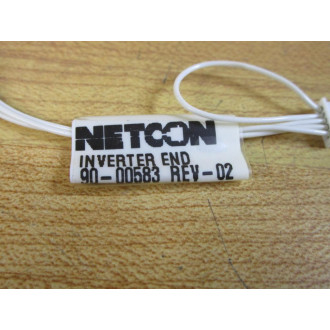 NETCON
INVERTER END
90-00583 REV-02